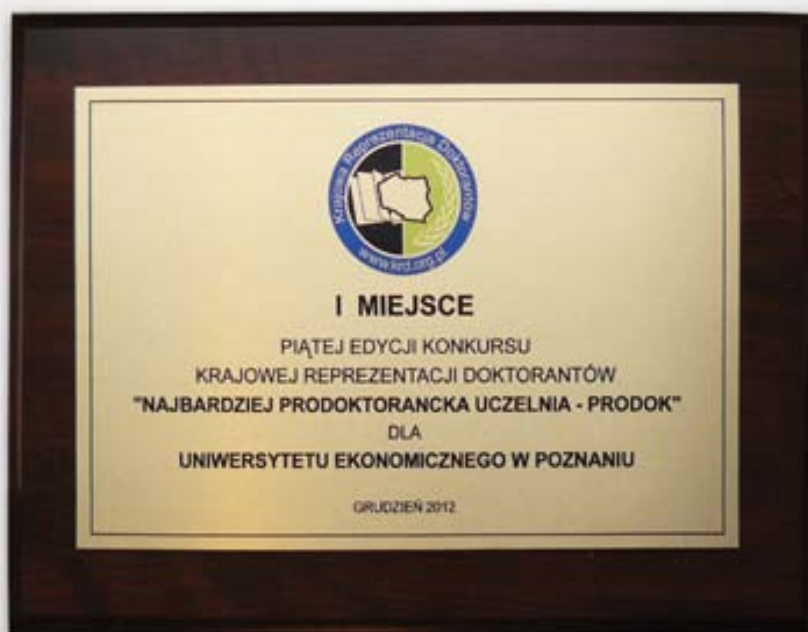 Krajowa Reprezentacja Doktorantów
www.krd.org.pl
I MIEJSCE
PIĄTEJ EDYCJI KONKURSU
KRAJOWEJ REPREZENTACJI DOKTORANTÓW
"NAJBARDZIEJ PRODOKTORANCKA UCZELNIA - PRODOK"
DLA
UNIWERSYTETU EKONOMICZNEGO W POZNANIU
GRUDZIEŃ 2012